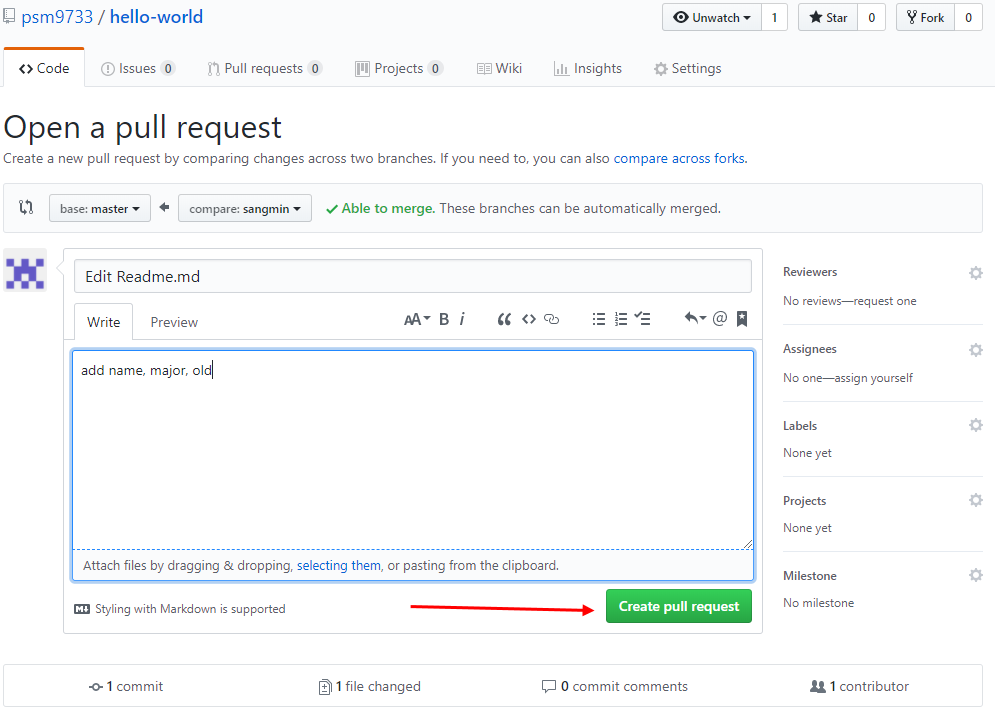 psm9733 / hello-world
Unwatch 1 Star 0 Fork 0
Code Issues 0 Pull requests 0 Projects 0 Wiki Insights Settings
Open a pull request
Create a new pull request by comparing changes across two branches. If you need to, you can also compare across forks.
base: master compare: sangmin Able to merge. These branches can be automatically merged.
Edit Readme.md
Write Preview AA B i
add name, major, old
Attach files by dragging & dropping, selecting them, or pasting from the clipboard.
Styling with Markdown is supported
Create pull request
Reviewers
No reviews—request one
Assignees
No one—assign yourself
Labels
None yet
Projects
None yet
Milestone
No milestone
1 commit 1 file changed 0 commit comments 1 contributor